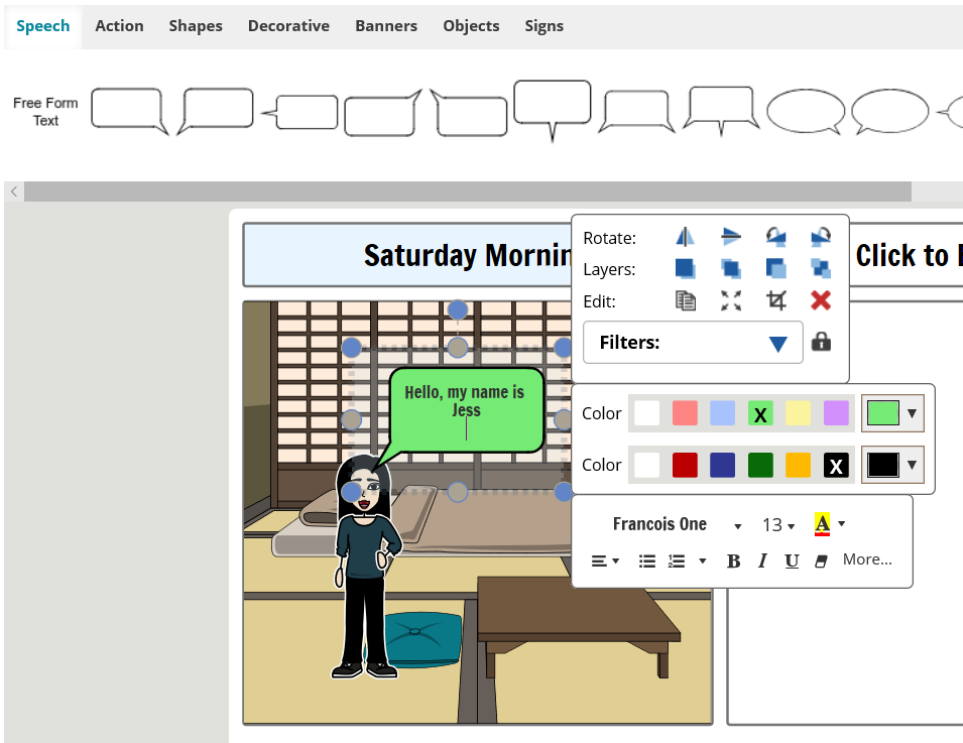 Speech Action Shapes Decorative Banners Objects Signs
Free Form
Text
Saturday Mornin
Click to
Rotate:
Layers:
Edit:
Filters:
Hello, my name is
Jess
Color X
Color X
Francois One 13 A
B I U More...